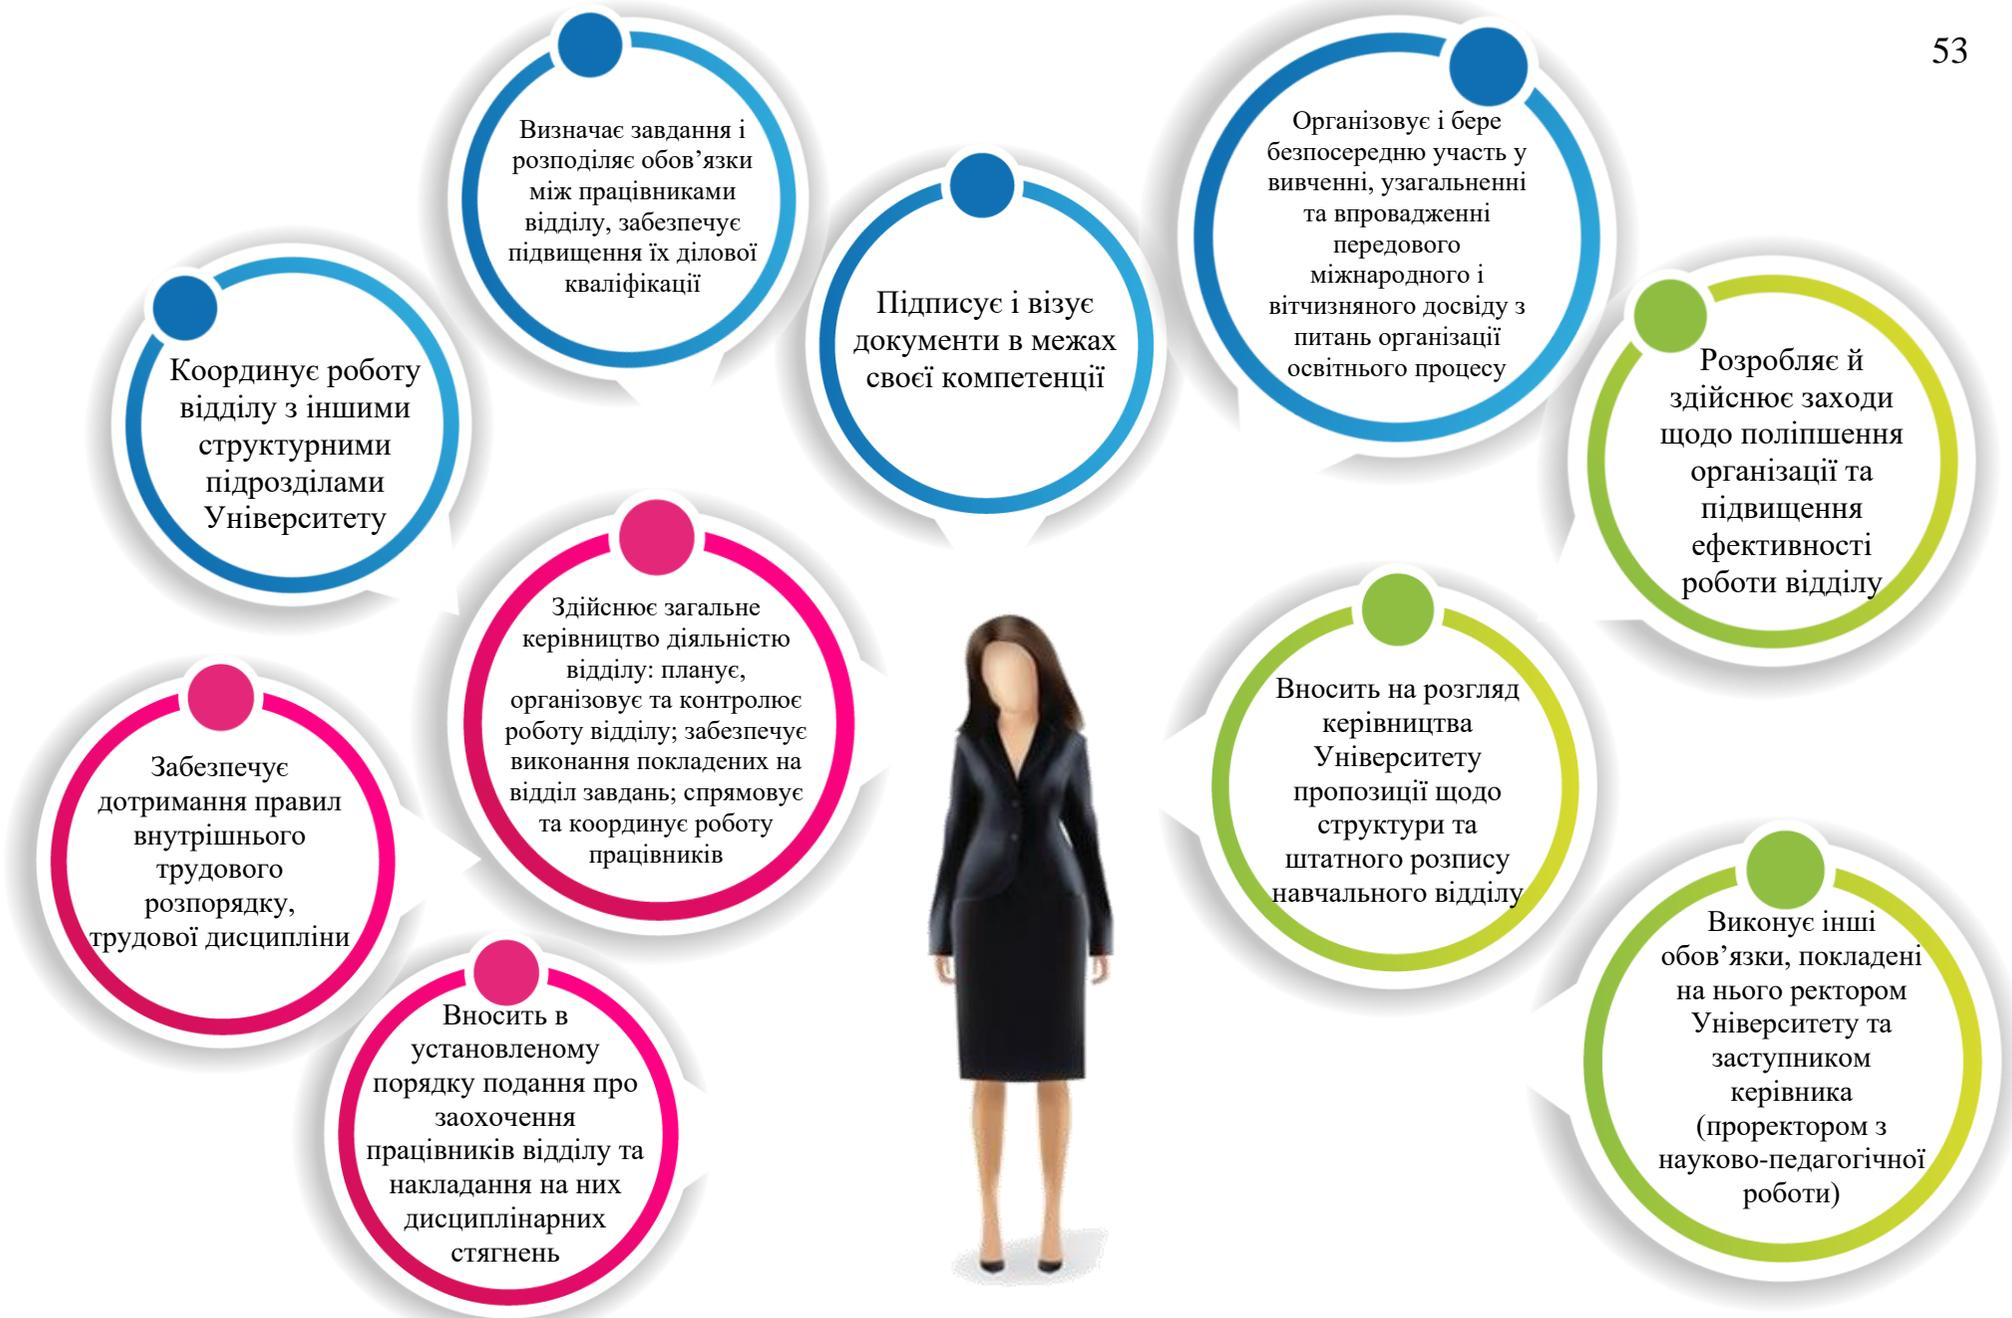 53
Визначає завдання і
розподіляє обов’язки
між працівниками
відділу, забезпечує
підвищення їх ділової
кваліфікації
Організовує і бере
безпосередню участь у
вивченні, узагальненні
та впровадженні
передового
міжнародного і
вітчизняного досвіду з
питань організації
освітнього процесу
Підписує і візує
документи в межах
своєї компетенції
Координує роботу
відділу з іншими
структурними
підрозділами
Університету
Розробляє й
здійснює заходи
щодо поліпшення
організації та
підвищення
ефективності
роботи відділу
Здійснює загальне
керівництво діяльністю
відділу: планує,
організовує та контролює
роботу відділу; забезпечує
виконання покладених на
відділ завдань; спрямовує
та координує роботу
працівників
Вносить на розгляд
керівництва
Університету
пропозиції щодо
структури та
штатного розпису
навчального відділу
Забезпечує
дотримання правил
внутрішнього
трудового
розпорядку,
трудової дисципліни
Виконує інші
обов’язки, покладені
на нього ректором
Університету та
заступником
керівника
(проректором з
науково-педагогічної
роботи)
Вносить в
установленому
порядку подання про
заохочення
працівників відділу та
накладання на них
дисциплінарних
стягнень